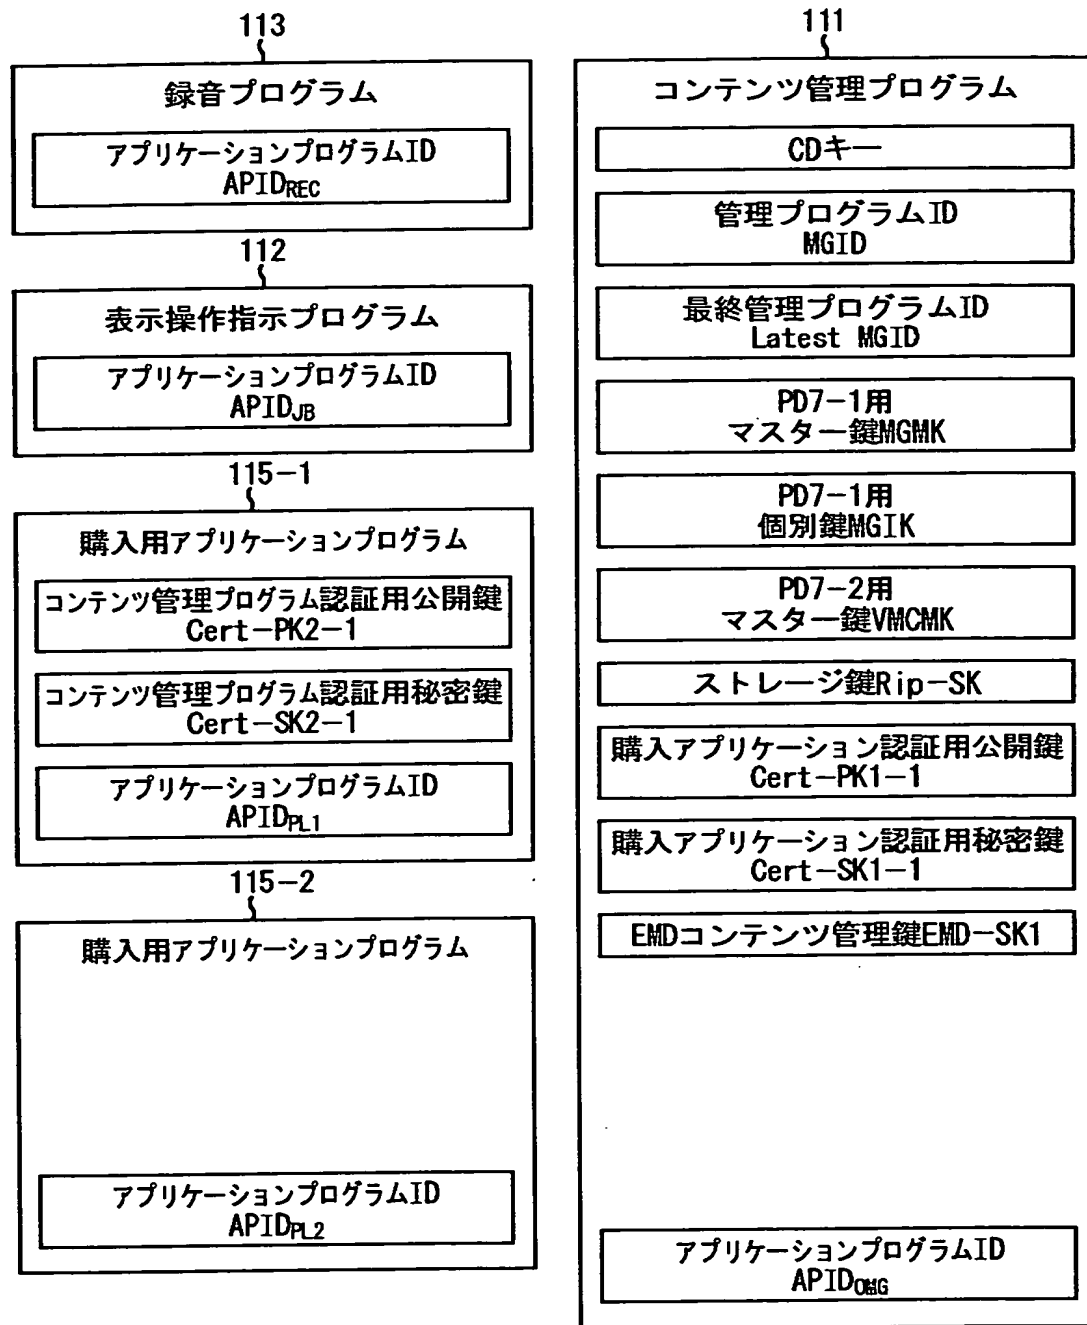 113
録音プログラム
アプリケーションプログラムID
APIDREC
112
表示操作指示プログラム
アプリケーションプログラムID
APIDJB
115-1
購入用アプリケーションプログラム
コンテンツ管理プログラム認証用公開鍵
Cert-PK2-1
コンテンツ管理プログラム認証用秘密鍵
Cert-SK2-1
アプリケーションプログラムID
APIDPL1
115-2
購入用アプリケーションプログラム
アプリケーションプログラムID
APIDPL2
111
コンテンツ管理プログラム
CDキー
管理プログラムID
MGID
最終管理プログラムID
Latest MGID
PD7-1用
マスター鍵MGMK
PD7-1用
個別鍵MGIK
PD7-2用
マスター鍵VMCMK
ストレージ鍵Rip-SK
購入アプリケーション認証用公開鍵
Cert-PK1-1
購入アプリケーション認証用秘密鍵
Cert-SK1-1
EMDコンテンツ管理鍵EMD-SK1
アプリケーションプログラムID
APIDOMG